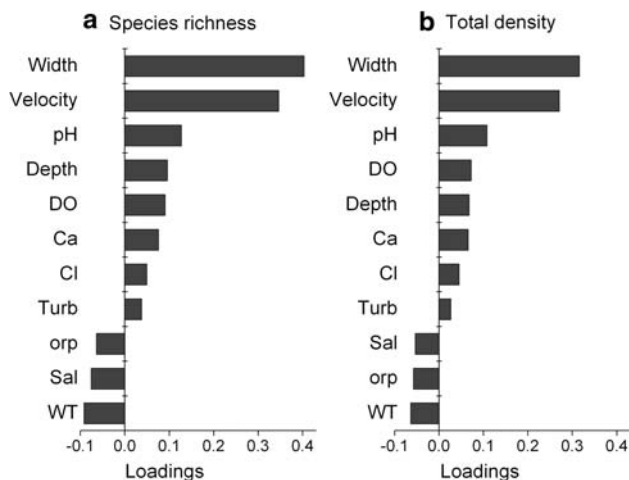 a Species richness
Width
Velocity
pH
Depth
DO
Ca
Cl
Turb
orp
Sal
WT
-0.1 0.0 0.1 0.2 0.3 0.4
Loadings
b Total density
Width
Velocity
pH
DO
Depth
Ca
Cl
Turb
Sal
orp
WT
-0.1 0.0 0.1 0.2 0.3 0.4
Loadings